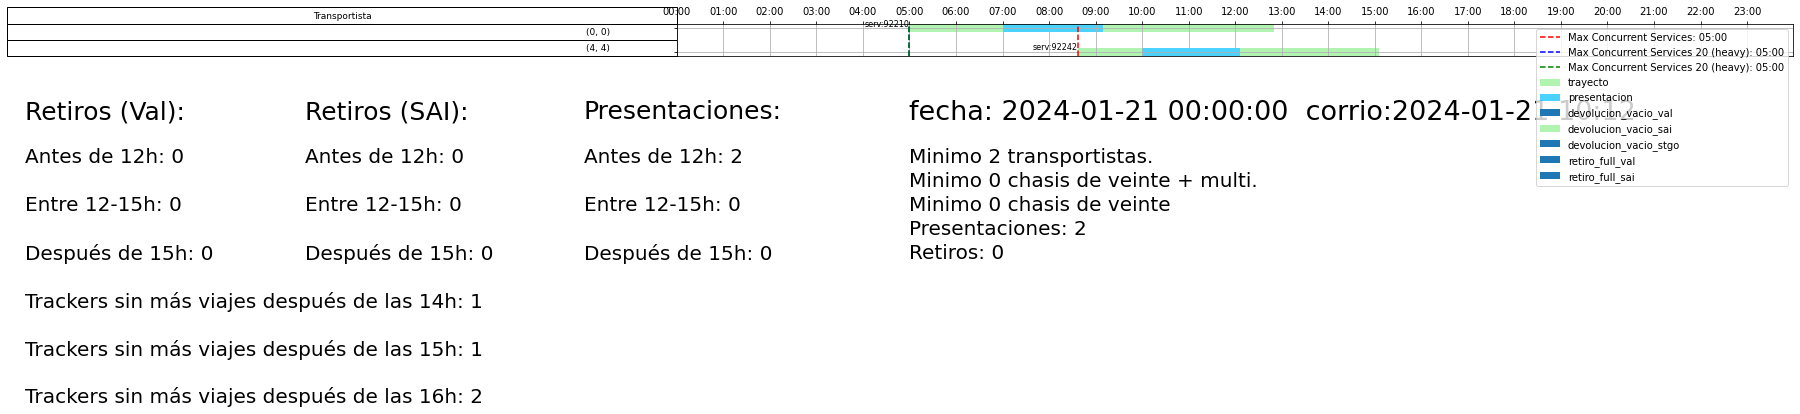 Transportista
00:00 01:00 02:00 03:00 04:00 05:00 06:00 07:00 08:00 09:00 10:00 11:00 12:00 13:00 14:00 15:00 16:00 17:00 18:00 19:00 20:00 21:00 22:00 23:00
(0, 0)
serv:92210
(4, 4)
serv:92242
Max Concurrent Services: 05:00
Max Concurrent Services 20 (heavy): 05:00
Max Concurrent Services 20 (heavy): 05:00
trayecto
presentacion
devolucion_vacio_val
devolucion_vacio_sai
devolucion_vacio_stgo
retiro_full_val
retiro_full_sai
Retiros (Val):
Antes de 12h: 0
Entre 12-15h: 0
Después de 15h: 0
Retiros (SAI):
Antes de 12h: 0
Entre 12-15h: 0
Después de 15h: 0
Presentaciones:
Antes de 12h: 2
Entre 12-15h: 0
Después de 15h: 0
fecha: 2024-01-21 00:00:00  corrio:2024-01-21 10:12
Minimo 2 transportistas.
Minimo 0 chasis de veinte + multi.
Minimo 0 chasis de veinte
Presentaciones: 2
Retiros: 0
Trackers sin más viajes después de las 14h: 1
Trackers sin más viajes después de las 15h: 1
Trackers sin más viajes después de las 16h: 2